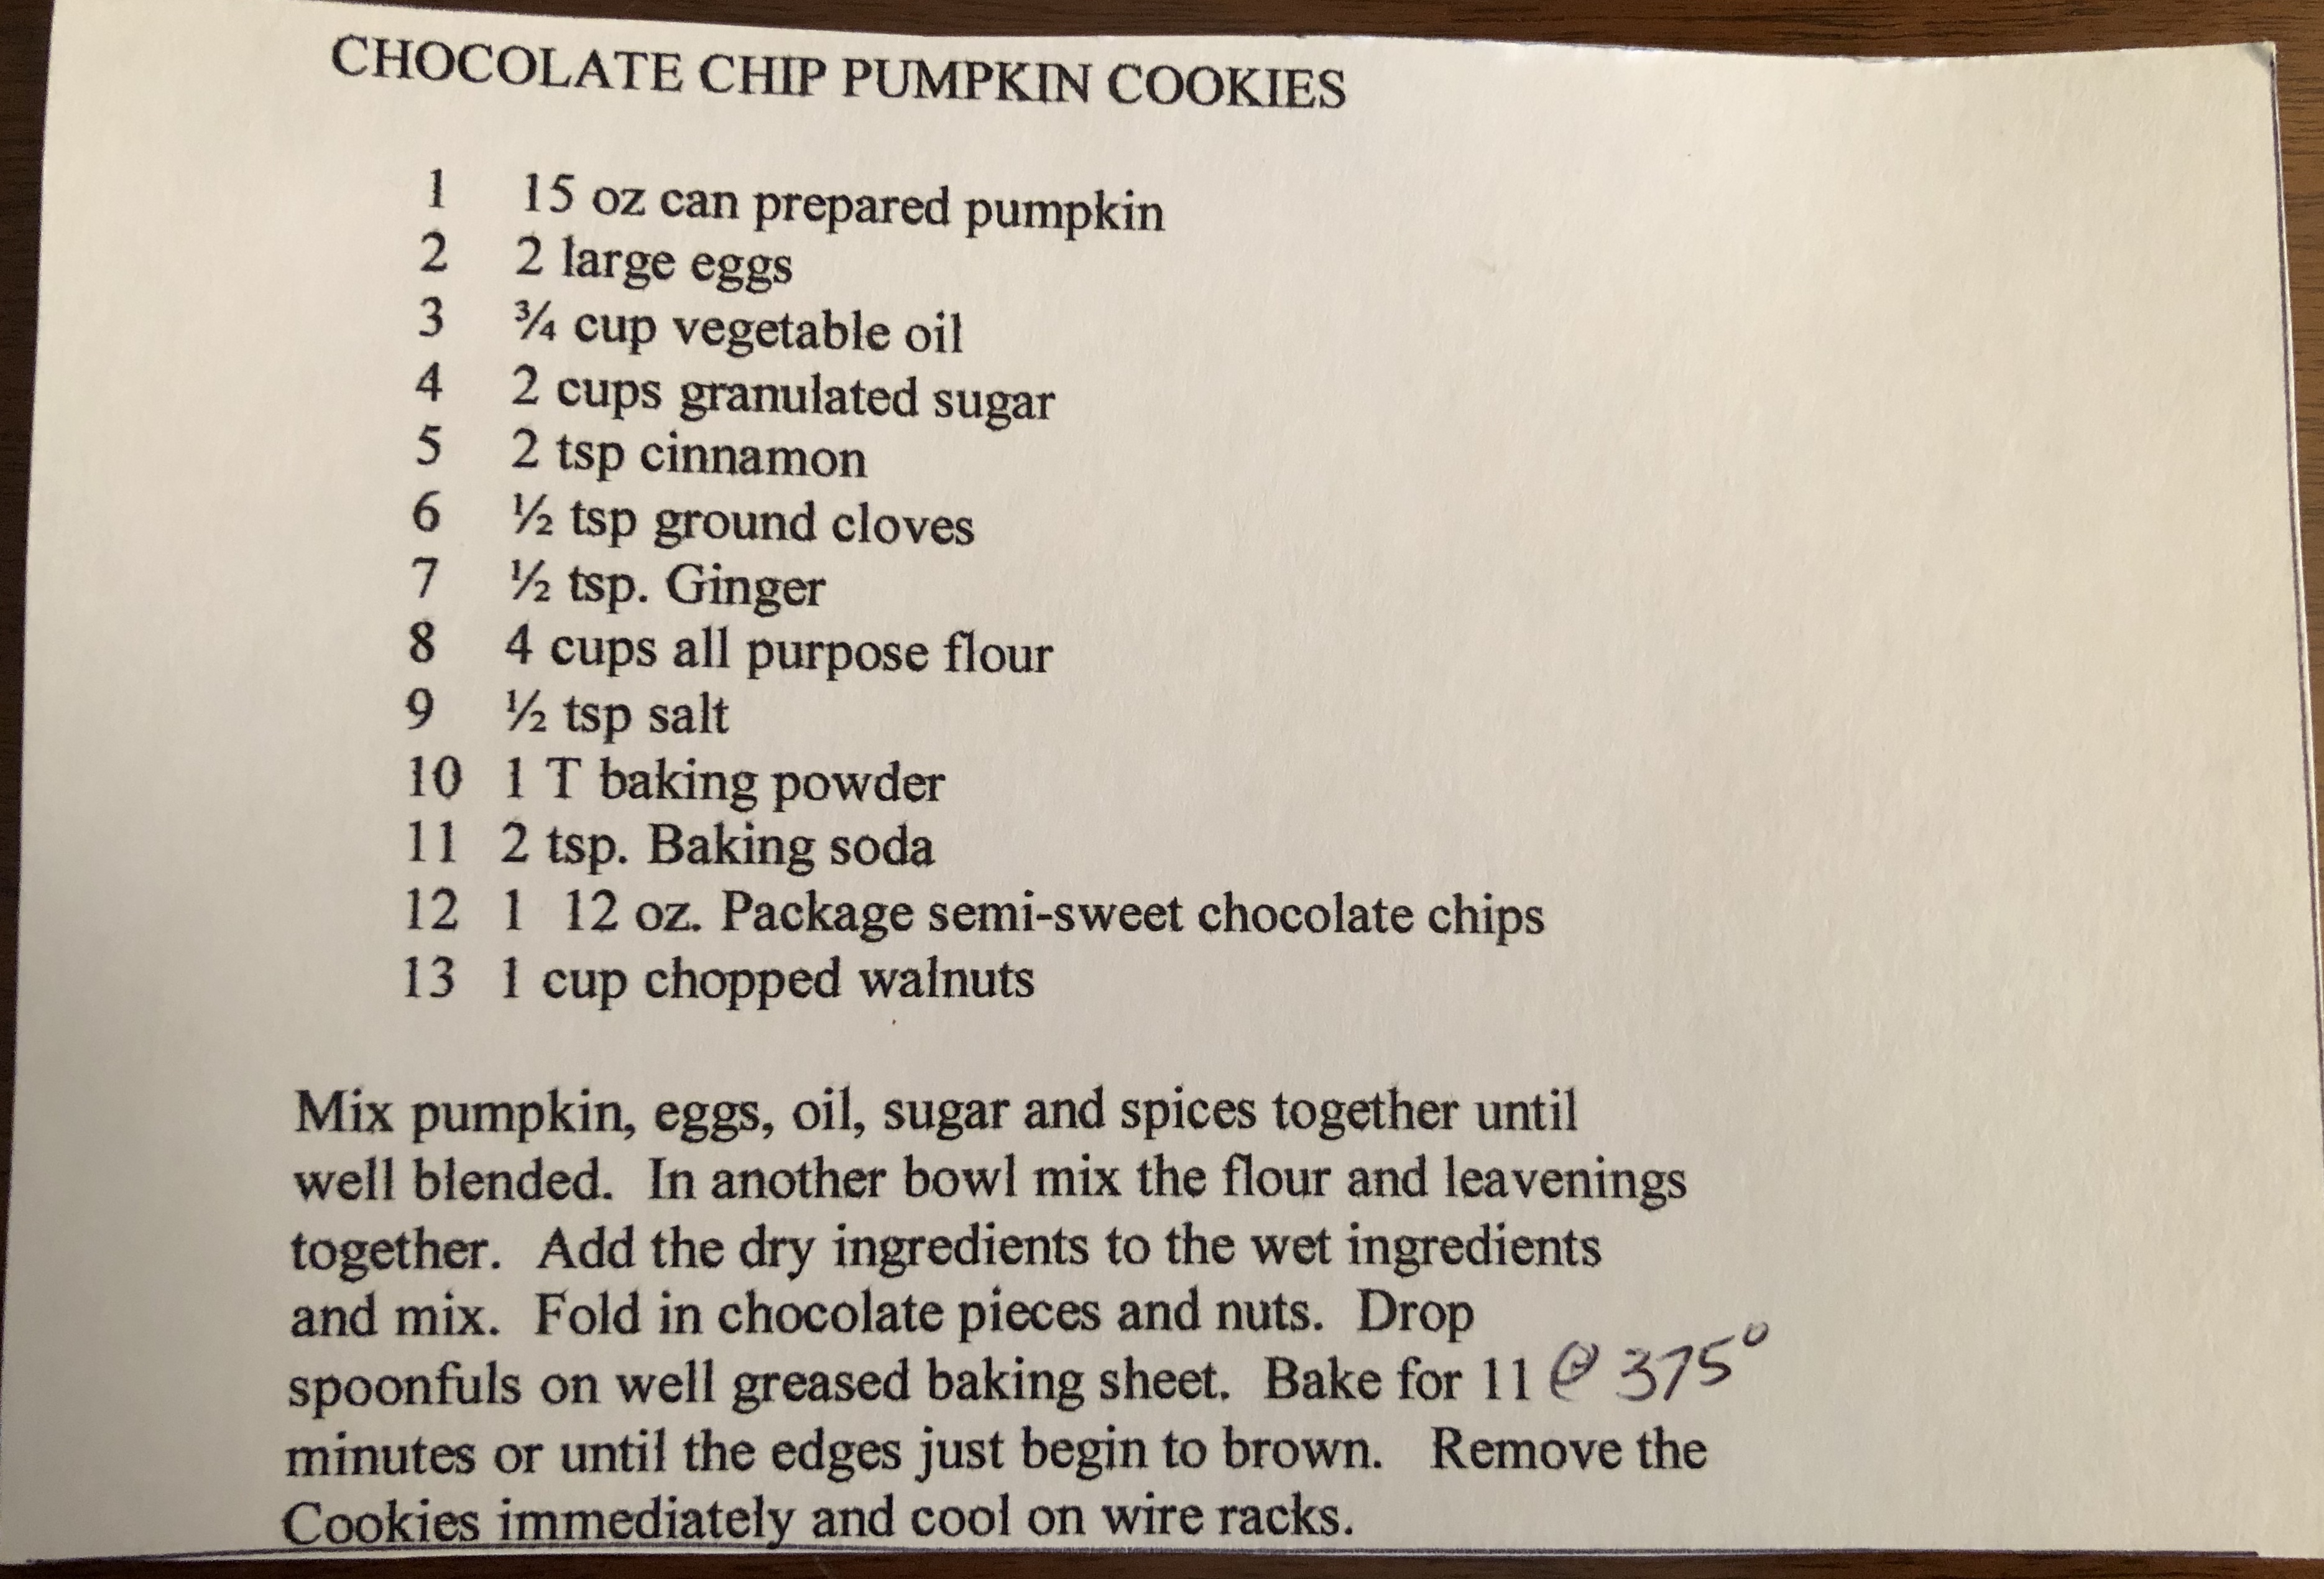 CHOCOLATE CHIP PUMPKIN COOKIES
1 15 oz can prepared pumpkin
2 2 large eggs
3 ¾ cup vegetable oil
4 2 cups granulated sugar
5 2 tsp cinnamon
6 ½ tsp ground cloves
7 ½ tsp. Ginger
8 4 cups all purpose flour
9 ½ tsp salt
10 1 T baking powder
11 2 tsp. Baking soda
12 1 12 oz. Package semi-sweet chocolate chips
13 1 cup chopped walnuts
Mix pumpkin, eggs, oil, sugar and spices together until
well blended. In another bowl mix the flour and leavenings
together. Add the dry ingredients to the wet ingredients
and mix. Fold in chocolate pieces and nuts. Drop
spoonfuls on well greased baking sheet. Bake for 11 @ 375°
minutes or until the edges just begin to brown. Remove the
Cookies immediately and cool on wire racks.